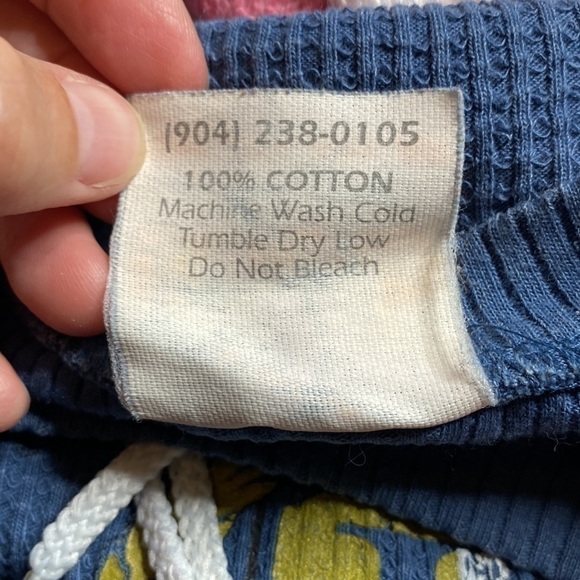 (904) 238-0105
100% COTTON
Machine Wash Cold
Tumble Dry Low
Do Not Bleach